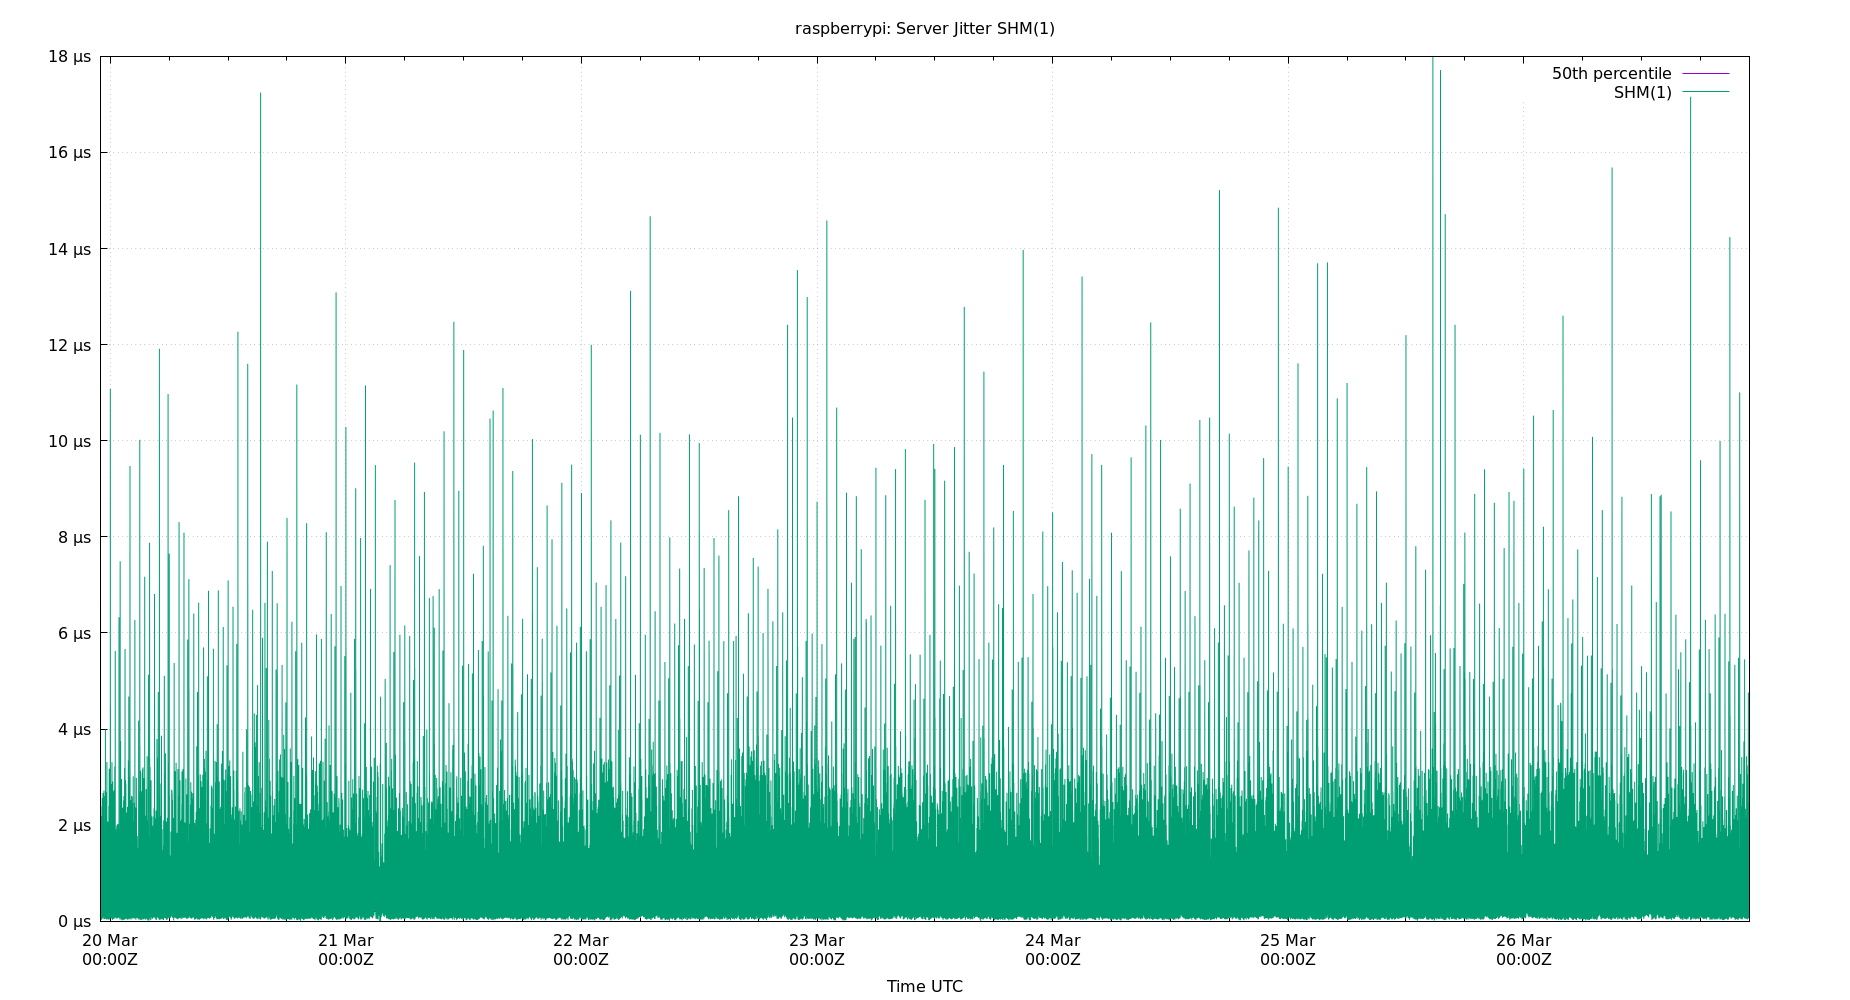 raspberrypi: Server Jitter SHM(1)
18 µs
16 µs
14 µs
12 µs
10 µs
8 µs
6 µs
4 µs
2 µs
0 µs
50th percentile
SHM(1)
20 Mar
00:00Z
21 Mar
00:00Z
22 Mar
00:00Z
23 Mar
00:00Z
24 Mar
00:00Z
25 Mar
00:00Z
26 Mar
00:00Z
Time UTC